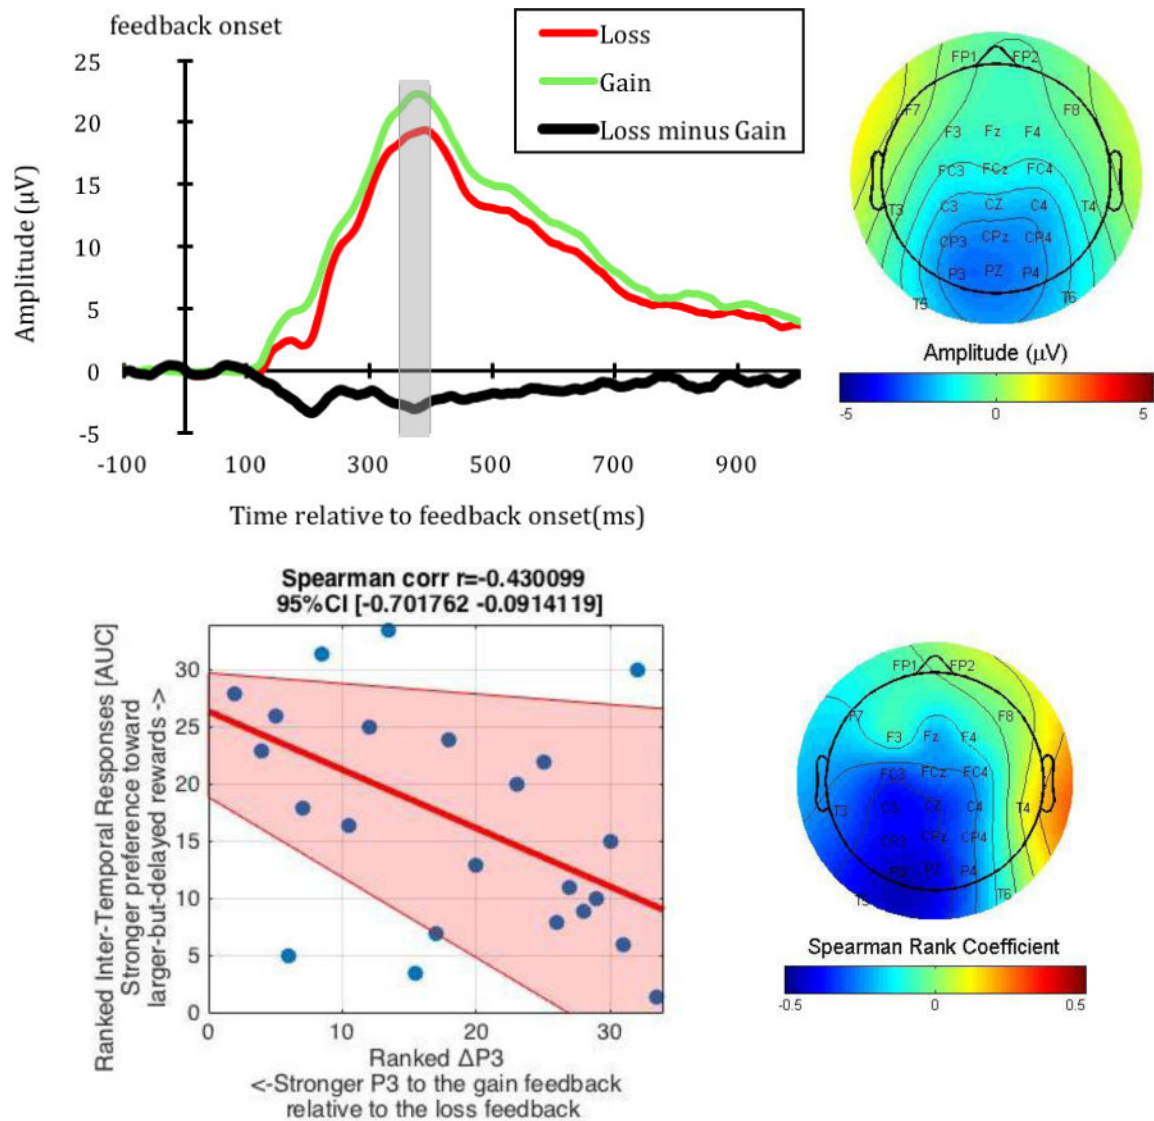 feedback onset
Loss
Gain
Loss minus Gain
25
20
15
10
5
0
-5
Amplitude (μV)
-100 100 300 500 700 900
Time relative to feedback onset(ms)
FP1 FP2
F7 F8
F3 Fz F4
FC3 FCz FC4
T3 C3 CZ C4 T4
CP3 CPz CP4
P3 PZ P4
T5 T6
Amplitude (μV)
-5 0 5
Spearman corr r=-0.430099
95%CI [-0.701762 -0.0914119]
Ranked Inter-Temporal Responses [AUC]
Stronger preference toward
larger-but-delayed rewards ->
30
25
20
15
10
5
0
0 10 20 30
Ranked ΔP3
<-Stronger P3 to the gain feedback
relative to the loss feedback
FP1 FP2
F7 F8
F3 Fz F4
FC3 FCz FC4
T3 C3 CZ C4 T4
CP3 CPz CP4
P3 PZ P4
T5 T6
Spearman Rank Coefficient
-0.5 0 0.5